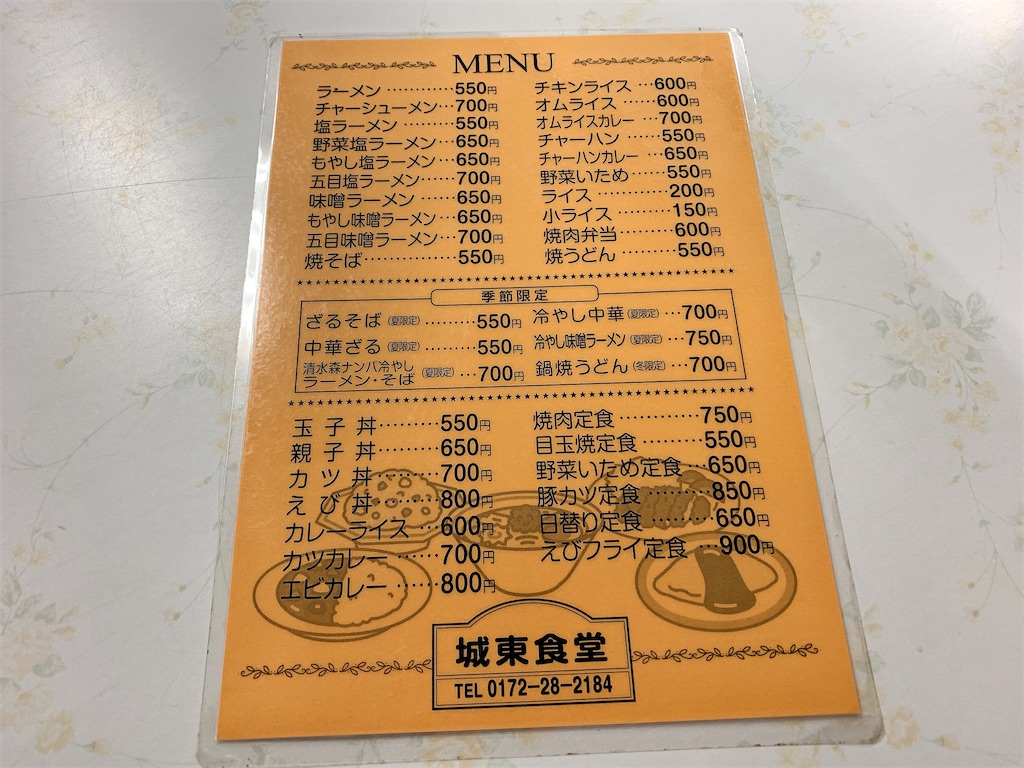 MENU
ラーメン…………550円
チャーシューメン…700円
塩ラーメン………550円
野菜塩ラーメン…650円
もやし塩ラーメン…650円
五目塩ラーメン…700円
味噌ラーメン……650円
もやし味噌ラーメン…650円
五目味噌ラーメン…700円
焼そば……………550円
チキンライス…600円
オムライス……600円
オムライスカレー…700円
チャーハン……550円
チャーハンカレー…650円
野菜いため……550円
ライス…………200円
小ライス………150円
焼肉弁当………600円
焼うどん………550円
季節限定
ざるそば(夏限定)………550円
中華ざる(夏限定)………550円
清水森ナンバ冷やし
ラーメン・そば(夏限定)…700円
冷やし中華(夏限定)…700円
冷やし味噌ラーメン(夏限定)…750円
鍋焼うどん(冬限定)…700円
玉子丼………550円
親子丼………650円
カツ丼………700円
えび丼………800円
カレーライス…600円
カツカレー……700円
エビカレー……800円
焼肉定食…………750円
目玉焼定食………550円
野菜いため定食…650円
豚カツ定食………850円
日替り定食………650円
えびフライ定食…900円
城東食堂
TEL 0172-28-2184